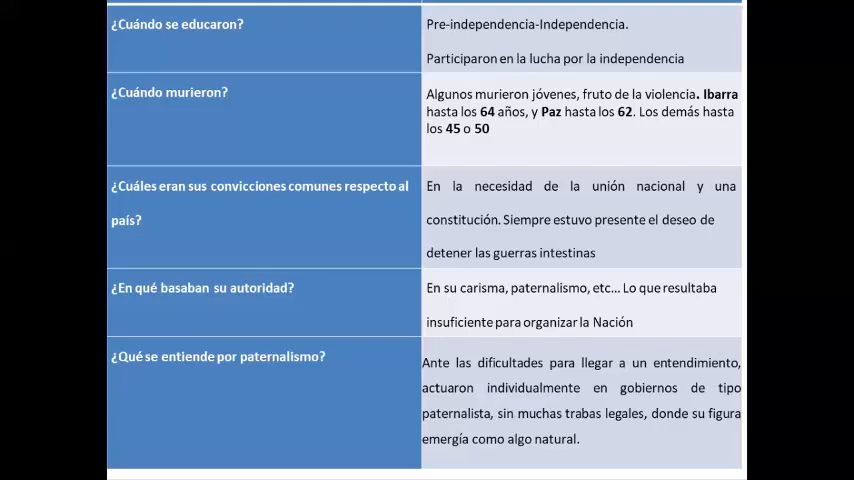 ¿Cuándo se educaron?
Pre-independencia-Independencia.
Participaron en la lucha por la independencia
¿Cuándo murieron?
Algunos murieron jóvenes, fruto de la violencia. Ibarra
hasta los 64 años, y Paz hasta los 62. Los demás hasta
los 45 o 50
¿Cuáles eran sus convicciones comunes respecto al
país?
En la necesidad de la unión nacional y una
constitución. Siempre estuvo presente el deseo de
detener las guerras intestinas
¿En qué basaban su autoridad?
En su carisma, paternalismo, etc... Lo que resultaba
insuficiente para organizar la Nación
¿Qué se entiende por paternalismo?
Ante las dificultades para llegar a un entendimiento,
actuaron individualmente en gobiernos de tipo
paternalista, sin muchas trabas legales, donde su figura
emergía como algo natural.